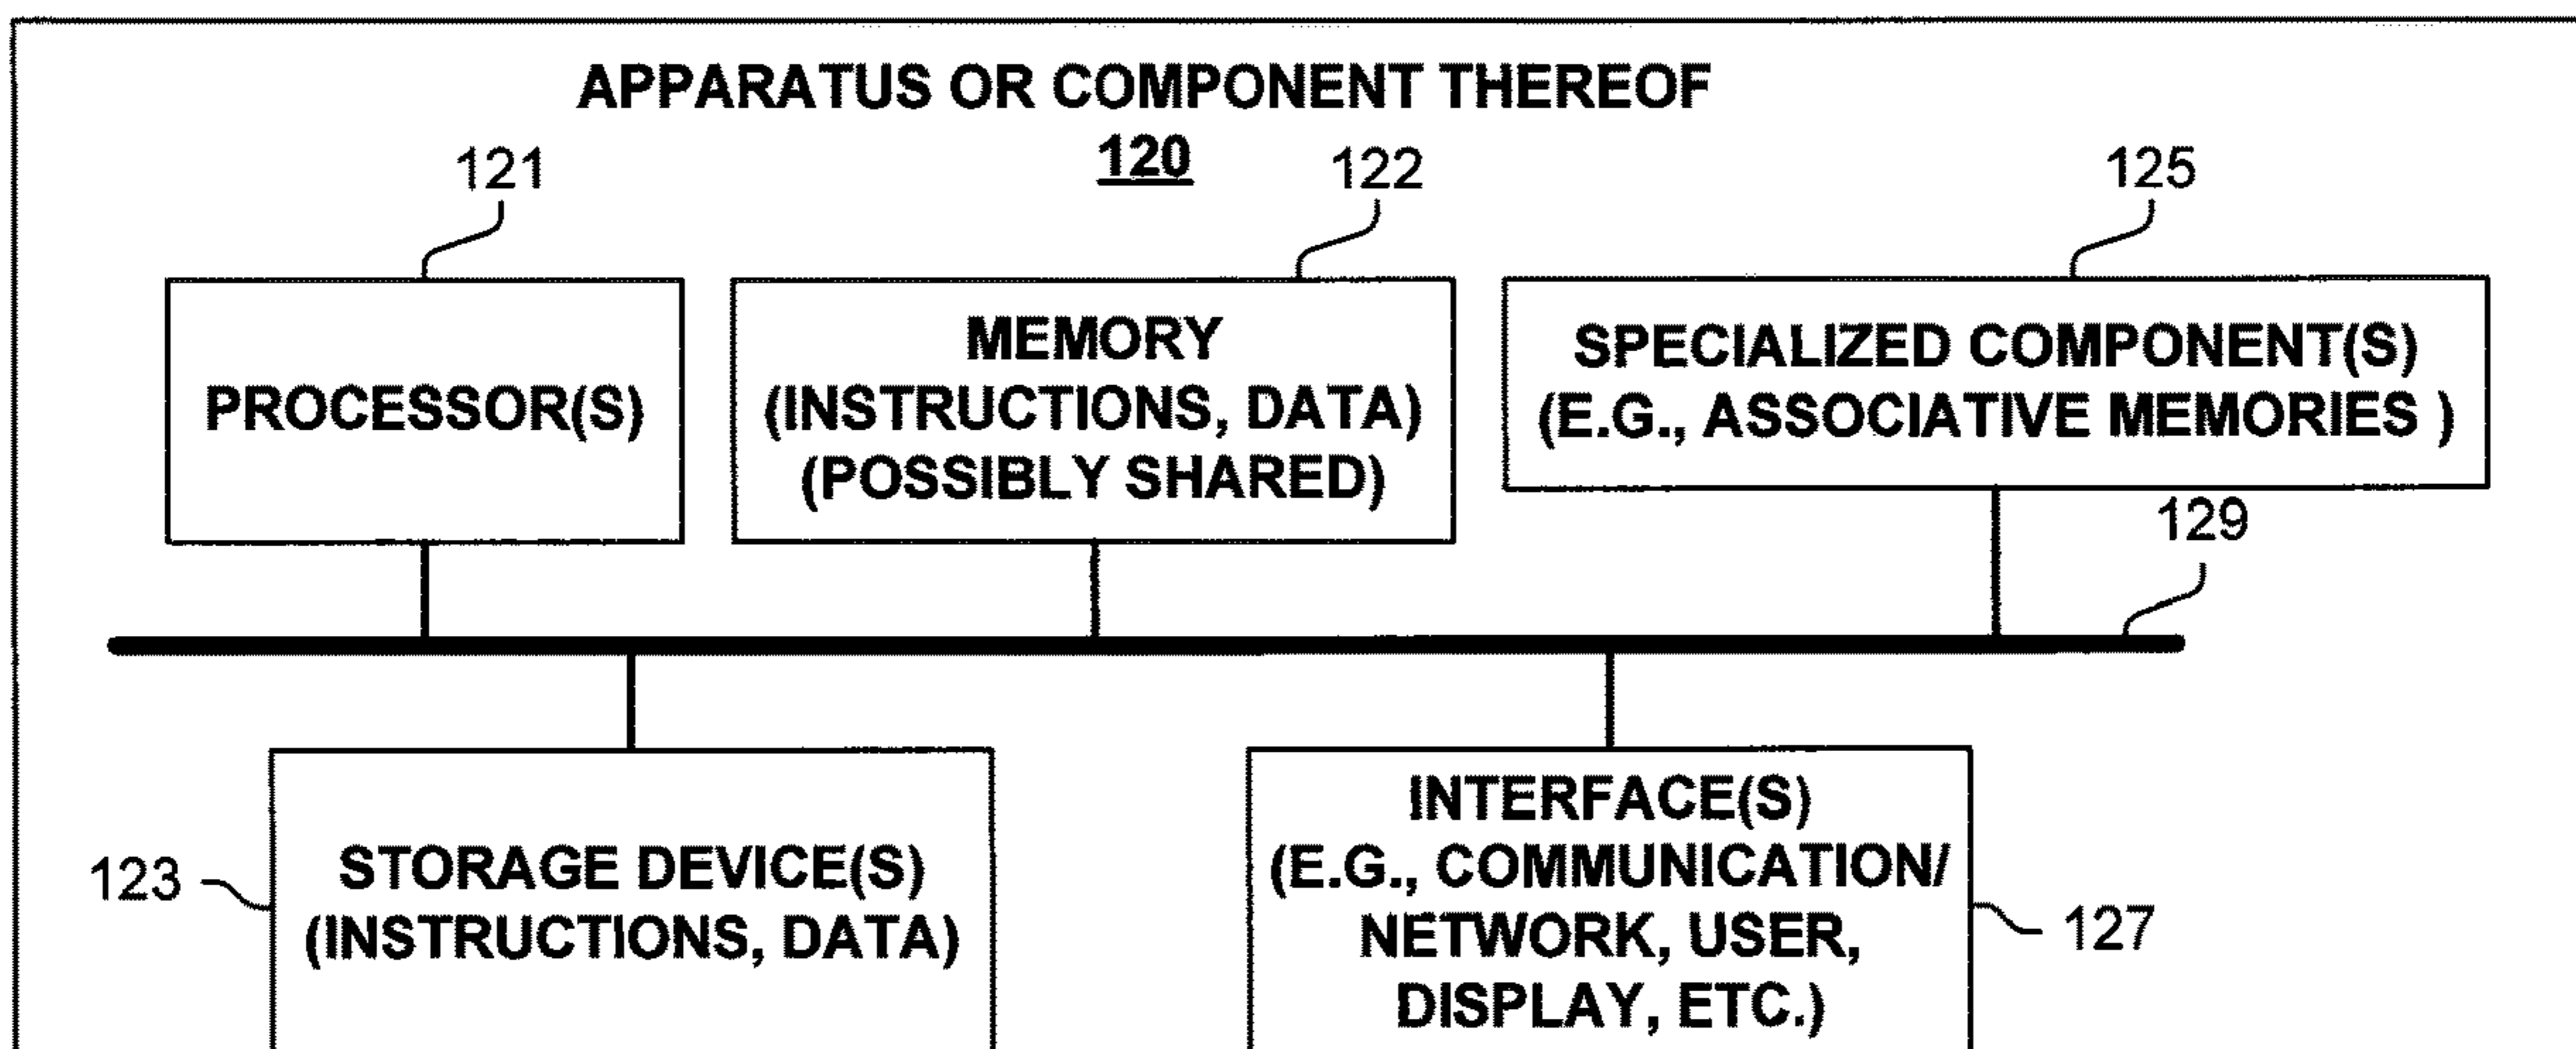 APPARATUS OR COMPONENT THEREOF
120
121
122
125
PROCESSOR(S)
MEMORY
(INSTRUCTIONS, DATA)
(POSSIBLY SHARED)
SPECIALIZED COMPONENT(S)
(E.G., ASSOCIATIVE MEMORIES )
129
123
STORAGE DEVICE(S)
(INSTRUCTIONS, DATA)
INTERFACE(S)
(E.G., COMMUNICATION/
NETWORK, USER,
DISPLAY, ETC.)
127